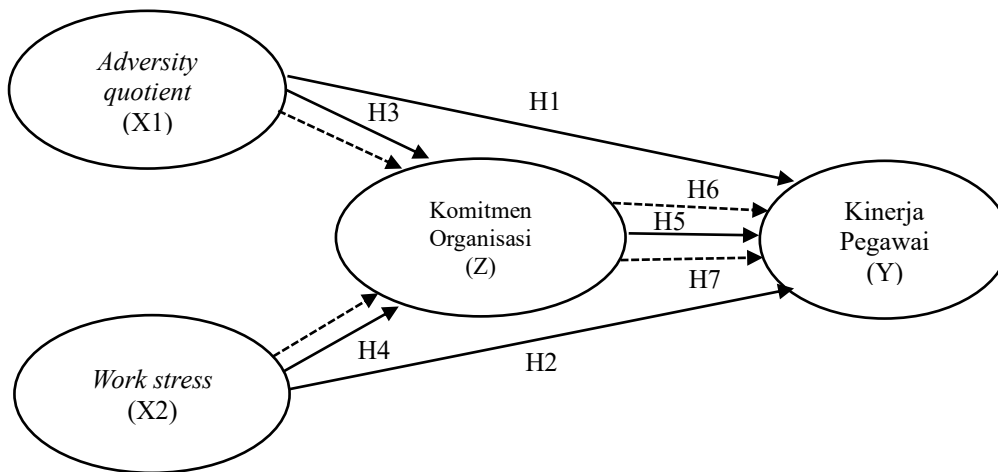 Adversity
quotient
(X1)
H1
H3
H6
Komitmen
Organisasi
(Z)
H5
Kinerja
Pegawai
(Y)
H7
H4
H2
Work stress
(X2)